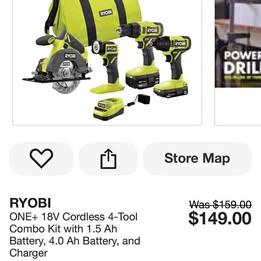 RYOBI
POWER
DRIL
Store Map
RYOBI
Was $159.00
$149.00
ONE+ 18V Cordless 4-Tool
Combo Kit with 1.5 Ah
Battery, 4.0 Ah Battery, and
Charger